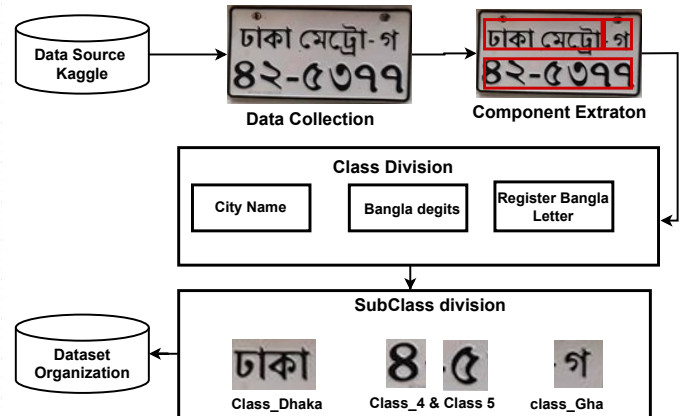 Data Source
Kaggle
ঢাকা মেট্রো-গ
৪২-৫৩৭৭
Data Collection
ঢাকা মেট্রো-গ
৪২-৫৩৭৭
Component Extraton
Class Division
City Name
Bangla degits
Register Bangla
Letter
SubClass division
ঢাকা
৪
৫
গ
Class_Dhaka
Class_4 & Class 5
class_Gha
Dataset
Organization